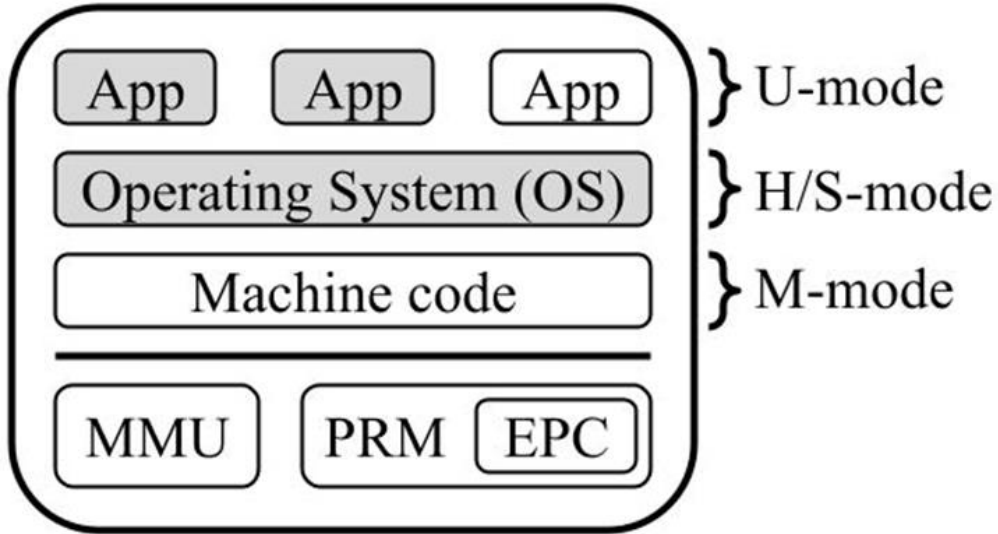 App App App U-mode
Operating System (OS) H/S-mode
Machine code M-mode
MMU PRM EPC